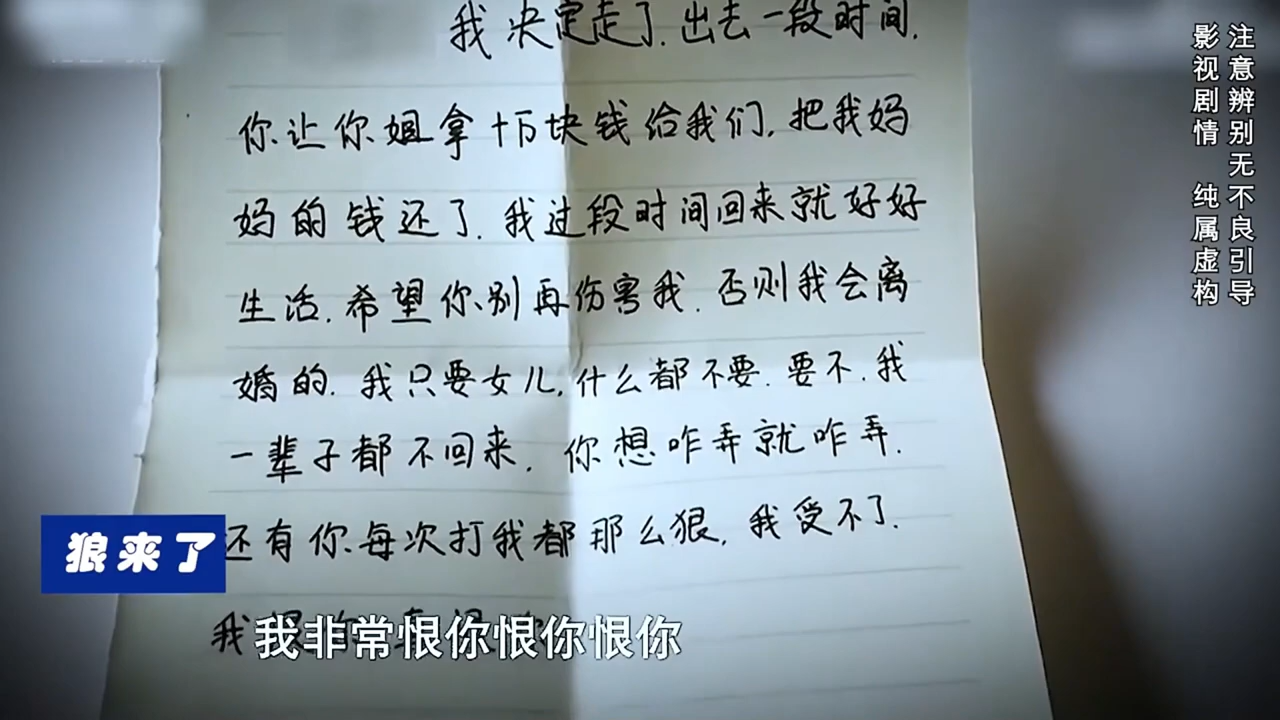 我决定走了.出去一段时间.
你让你姐拿十万块钱给我们,把我妈
妈的钱还了.我过段时间回来就好好
生活.希望你别再伤害我.否则我会离
婚的.我只要女儿,什么都不要.要不.我
一辈子都不回来.你想咋弄就咋弄.
还有你每次打我都那么狠,我受不了.
我
狼来了
我非常恨你恨你恨你
注意辨别无不良引导
影视剧情 纯属虚构